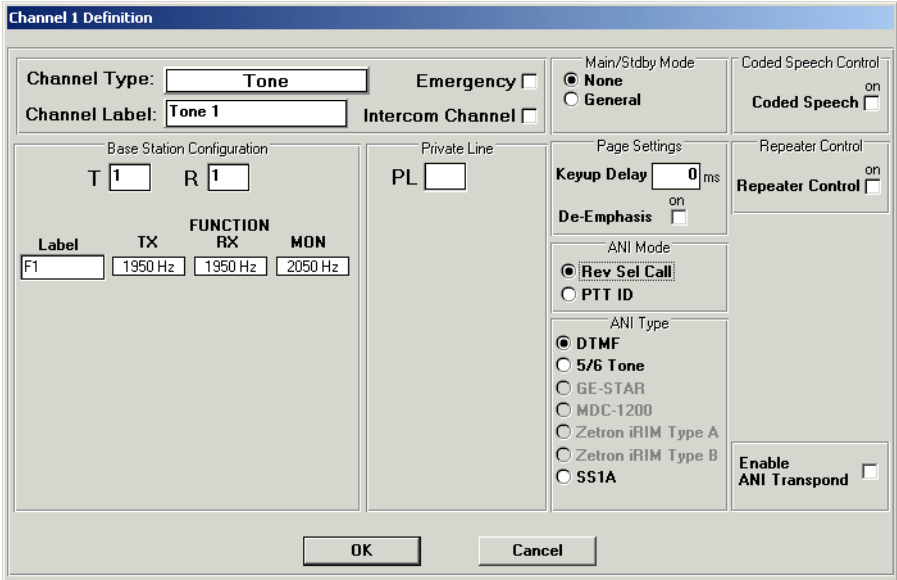 Channel 1 Definition
Channel Type: Tone
Emergency
Channel Label: Tone 1
Intercom Channel
Main/Stdby Mode
None
General
Coded Speech Control
on
Coded Speech
Base Station Configuration
T 1 R 1
FUNCTION
Label TX RX MON
F1 1950 Hz 1950 Hz 2050 Hz
Private Line
PL
Page Settings
Keyup Delay 0 ms
on
De-Emphasis
Repeater Control
on
Repeater Control
ANI Mode
Rev Sel Call
PTT ID
ANI Type
DTMF
5/6 Tone
GE-STAR
MDC-1200
Zetron iRIM Type A
Zetron iRIM Type B
SS1A
Enable
ANI Transpond
OK Cancel